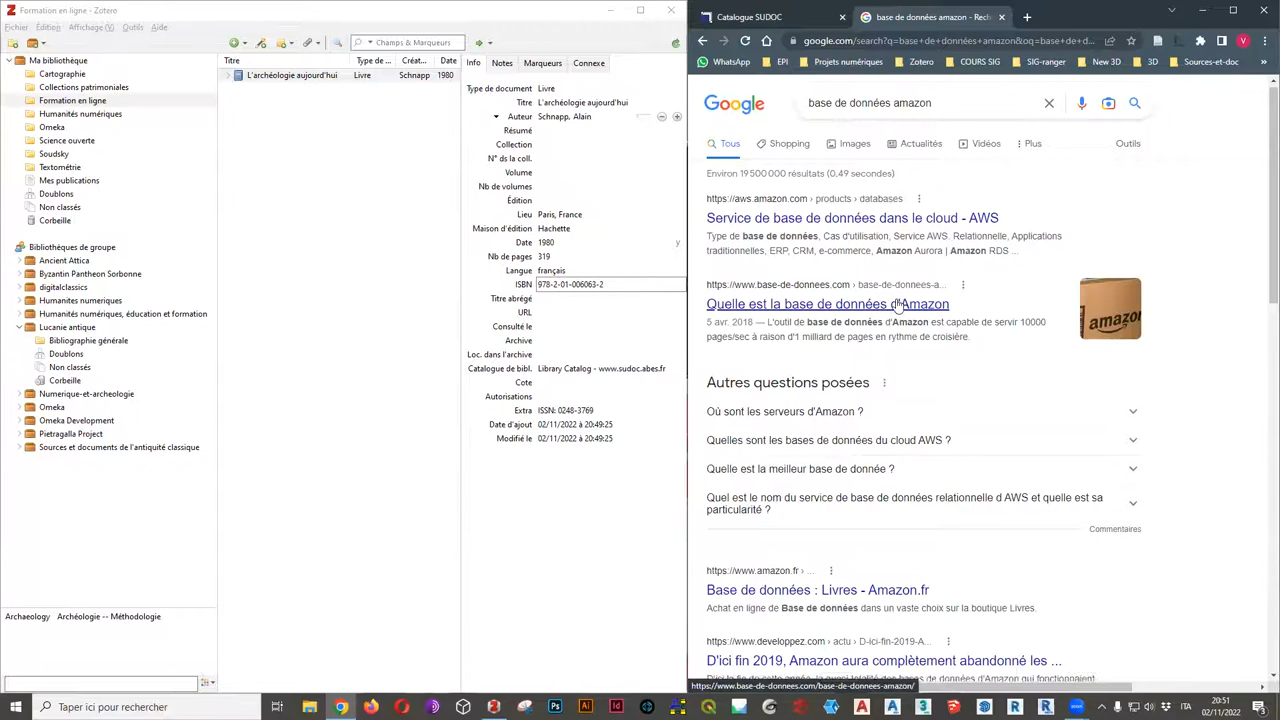 Formation en ligne - Zotero
Fichier Edition Affichage (V) Outils Aide
Champs & Marqueurs
Ma bibliothèque
Cartographie
Collections patrimoniales
Formation en ligne
Humanités numériques
Omeka
Science ouverte
Soudsky
Textométrie
Mes publications
Doublons
Non classés
Corbeille
Bibliothèques de groupe
Ancient Attica
Byzantin Pantheon Sorbonne
digitalclassics
Humanites numeriques
Humanités numériques, éducation et formation
Lucanie antique
Bibliographie générale
Doublons
Non classés
Corbeille
Numerique-et-archeologie
Omeka
Omeka Development
Pietragalla Project
Sources et documents de l'antiquité classique
Archaeology Archéologie -- Méthodologie
Titre Type de ... Créat... Date
L'archéologie aujourd'hui Livre Schnapp 1980
Info Notes Marqueurs Connexe
Type de document Livre
Titre L'archéologie aujourd'hui
Auteur Schnapp, Alain
Résumé
Collection
N° ds la coll.
Volume
Nb de volumes
Édition
Lieu Paris, France
Maison d'édition Hachette
Date 1980 y
Nb de pages 319
Langue français
ISBN 978-2-01-006063-2
Titre abrégé
URL
Consulté le
Archive
Loc. dans l'archive
Catalogue de bibl. Library Catalog - www.sudoc.abes.fr
Cote
Autorisations
Extra ISSN: 0248-3769
Date d'ajout 02/11/2022 à 20:49:25
Modifié le 02/11/2022 à 20:49:25
Catalogue SUDOC
base de données amazon - Rech
google.com/search?q=base+de+données+amazon&oq=base+de+d...
WhatsApp EPI Projets numériques Zotero COURS SIG SIG-ranger New 3D 3D Sources-et-doc
Google
base de données amazon
Tous Shopping Images Actualités Vidéos Plus Outils
Environ 19 500 000 résultats (0,49 secondes)
https://aws.amazon.com › products › databases
Service de base de données dans le cloud - AWS
Type de base de données, Cas d'utilisation, Service AWS. Relationnelle, Applications
traditionnelles, ERP, CRM, e-commerce, Amazon Aurora | Amazon RDS ...
https://www.base-de-donnees.com › base-de-donnees-a...
Quelle est la base de données d'Amazon
5 avr. 2018 — L'outil de base de données d'Amazon est capable de servir 10000
pages/sec à raison d'1 milliard de pages en rythme de croisière.
amazon
Autres questions posées
Où sont les serveurs d'Amazon ?
Quelles sont les bases de données du cloud AWS ?
Quelle est la meilleur base de donnée ?
Quel est le nom du service de base de données relationnelle d AWS et quelle est sa
particularité ?
Commentaires
https://www.amazon.fr › ...
Base de données : Livres - Amazon.fr
Achat en ligne de Base de données dans un vaste choix sur la boutique Livres.
https://www.developpez.com › actu › D-ici-fin-2019-A...
D'ici fin 2019, Amazon aura complètement abandonné les ...
https://www.base-de-donnees.com/base-de-donnees-amazon/
Taper ici pour rechercher
Ps Ai Id
ITA
20:51
02/11/2022